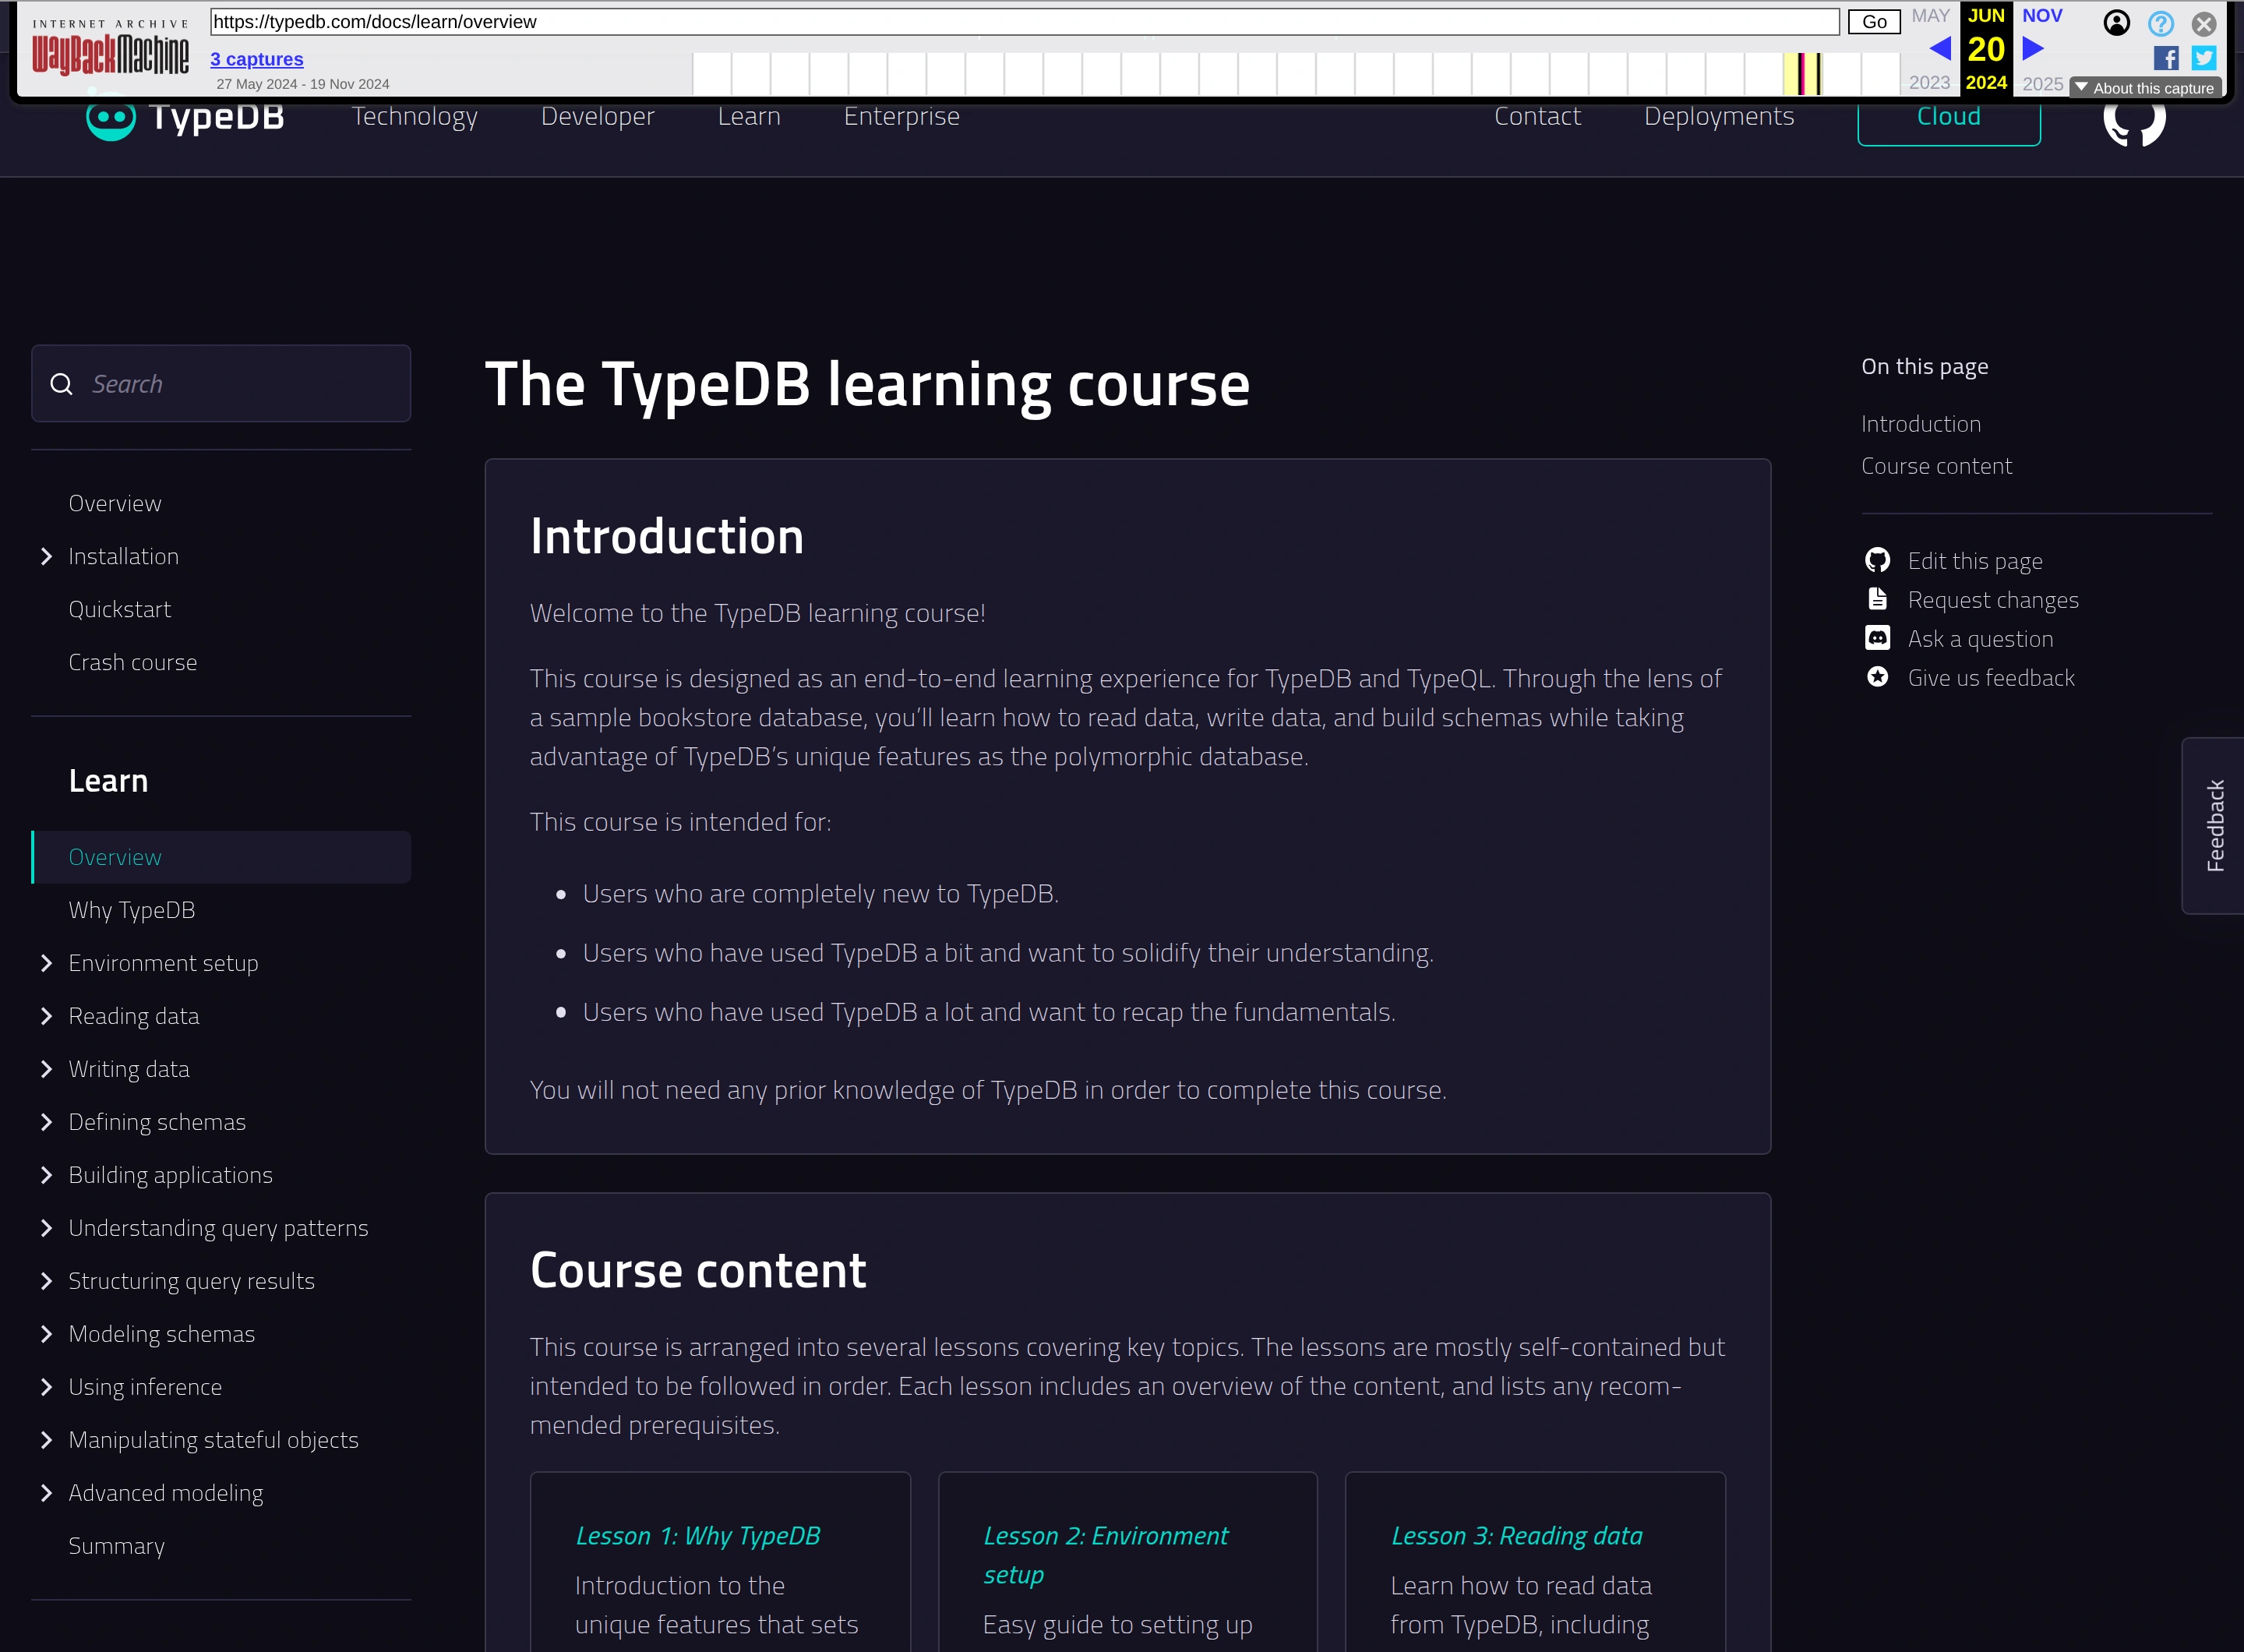 INTERNET ARCHIVE
WayBackMachine
https://typedb.com/docs/learn/overview
Go
3 captures
27 May 2024 - 19 Nov 2024
MAY
JUN
NOV
20
2023
2024
2025
About this capture
TypeDB
Technology
Developer
Learn
Enterprise
Contact
Deployments
Cloud
Search
Overview
Installation
Quickstart
Crash course
Learn
Overview
Why TypeDB
Environment setup
Reading data
Writing data
Defining schemas
Building applications
Understanding query patterns
Structuring query results
Modeling schemas
Using inference
Manipulating stateful objects
Advanced modeling
Summary
The TypeDB learning course
Introduction
Welcome to the TypeDB learning course!
This course is designed as an end-to-end learning experience for TypeDB and TypeQL. Through the lens of
a sample bookstore database, you’ll learn how to read data, write data, and build schemas while taking
advantage of TypeDB’s unique features as the polymorphic database.
This course is intended for:
Users who are completely new to TypeDB.
Users who have used TypeDB a bit and want to solidify their understanding.
Users who have used TypeDB a lot and want to recap the fundamentals.
You will not need any prior knowledge of TypeDB in order to complete this course.
Course content
This course is arranged into several lessons covering key topics. The lessons are mostly self-contained but
intended to be followed in order. Each lesson includes an overview of the content, and lists any recom-
mended prerequisites.
Lesson 1: Why TypeDB
Introduction to the
unique features that sets
Lesson 2: Environment
setup
Easy guide to setting up
Lesson 3: Reading data
Learn how to read data
from TypeDB, including
On this page
Introduction
Course content
Edit this page
Request changes
Ask a question
Give us feedback
Feedback